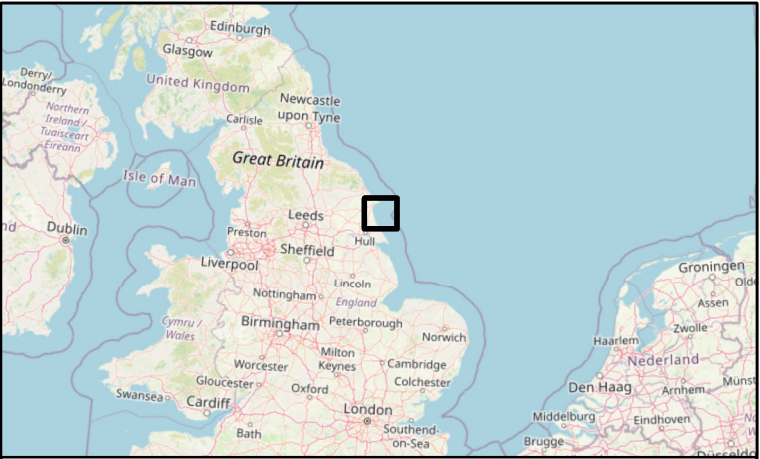 Edinburgh
Glasgow
Derry/
Londonderry
United Kingdom
Northern
Ireland /
Tuaisceart
Éireann
Newcastle
upon Tyne
Carlisle
Great Britain
Isle of Man
Leeds
Preston
Hull
Dublin
Sheffield
Liverpool
Lincoln
Nottingham
England
Cymru /
Wales
Birmingham
Peterborough
Norwich
Milton
Keynes
Worcester
Cambridge
Gloucester
Colchester
Oxford
Swansea
Cardiff
London
Bath
Southend-
on-Sea
Groningen
Assen
Zwolle
Haarlem
Nederland
Den Haag
Arnhem
Münst
Middelburg
Eindhoven
Brugge